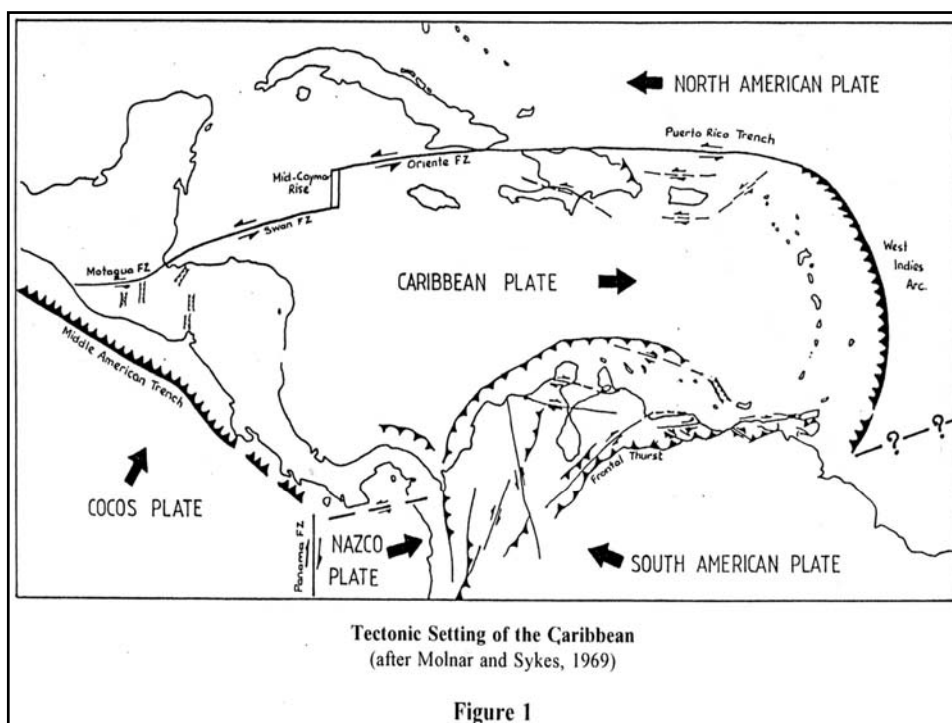 NORTH AMERICAN PLATE
Puerto Rico Trench
Oriente FZ
Mid-Cayma
Rise
Swan FZ
Motagua FZ
West
Indies
Arc.
CARIBBEAN PLATE
Middle American Trench
? ?
Frontal Thurst
COCOS PLATE
Panama FZ
NAZCO
PLATE
SOUTH AMERICAN PLATE
Tectonic Setting of the Caribbean
(after Molnar and Sykes, 1969)
Figure 1